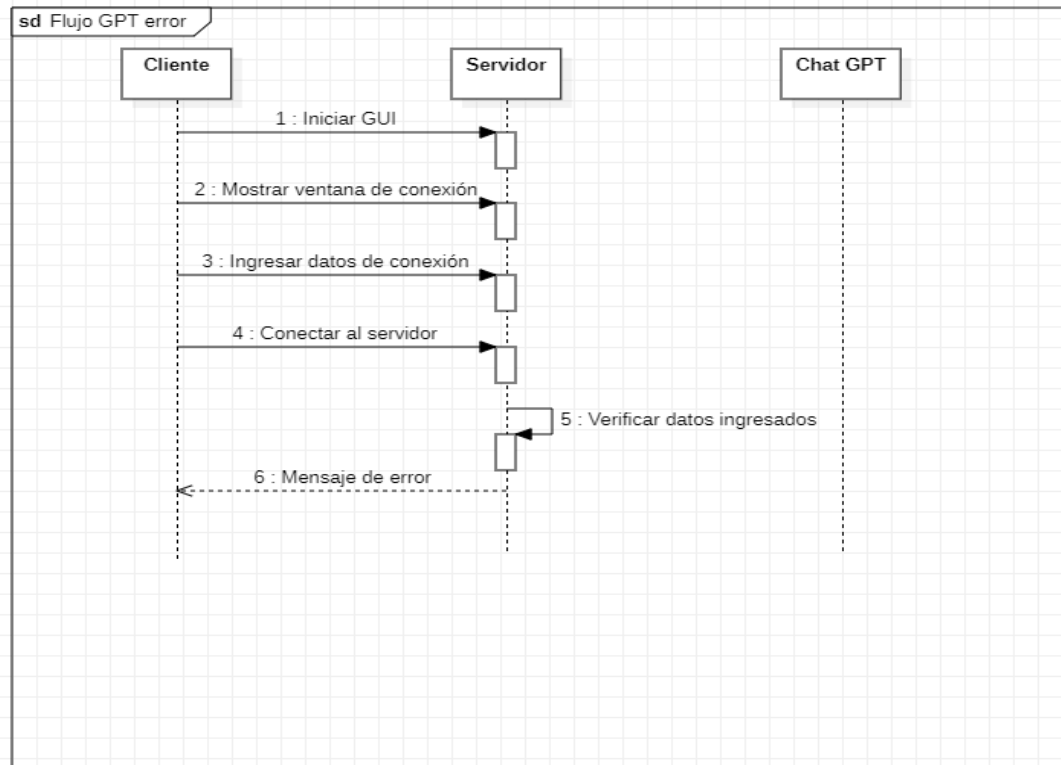 sd Flujo GPT error
Cliente
Servidor
Chat GPT
1 : Iniciar GUI
2 : Mostrar ventana de conexión
3 : Ingresar datos de conexión
4 : Conectar al servidor
5 : Verificar datos ingresados
6 : Mensaje de error